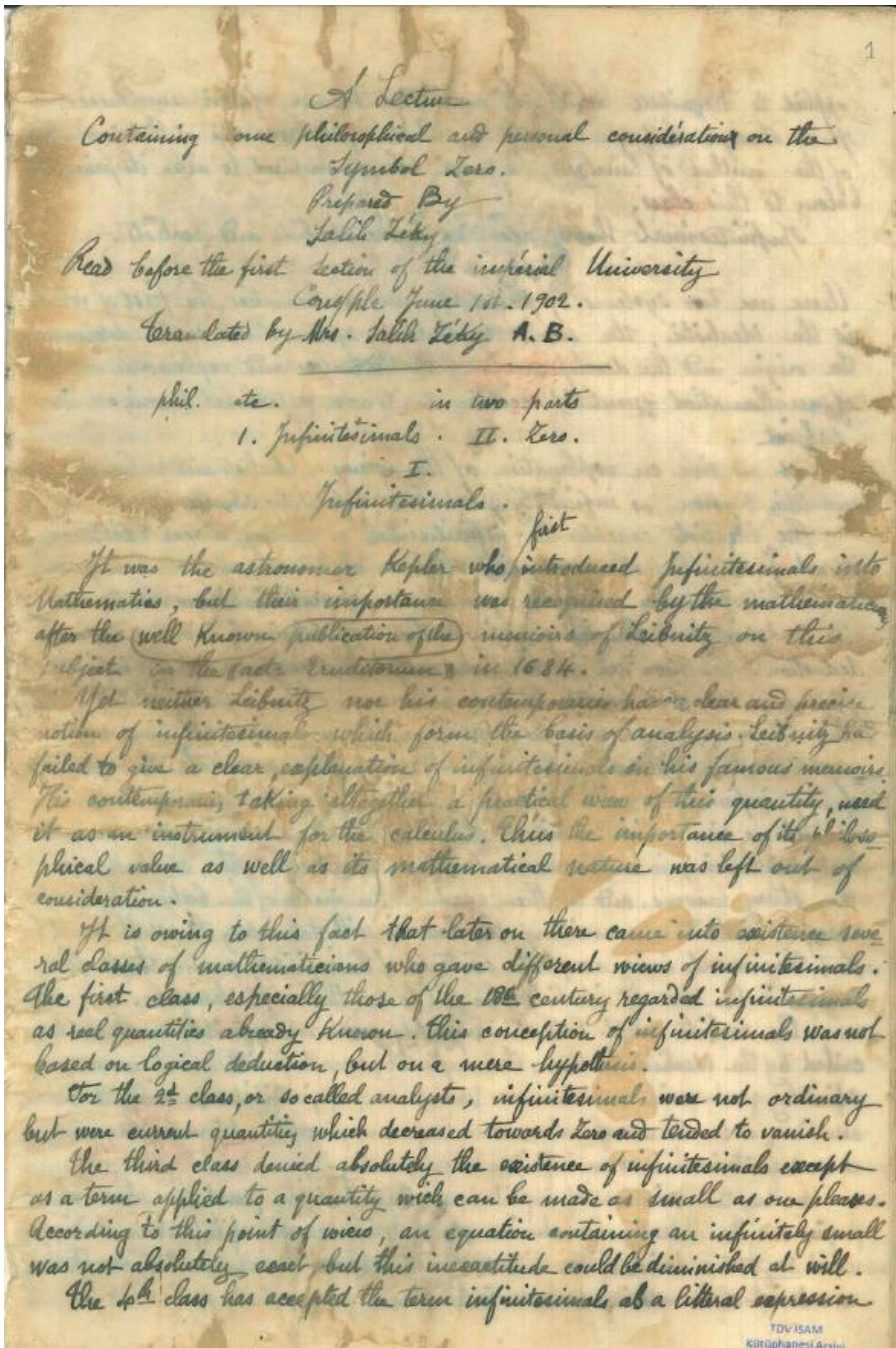 1
A Lecture
Containing some philosophical and personal considérations on the
Symbol Zero.
Prepared By
Salih Zéky
Read before the first Section of the impérial University
Cons/ple June 1st. 1902.
Translated by Mrs. Salih Zéky A. B.
phil. etc. in two parts
1. Infinitesimals. II. Zero.
I.
Infinitesimals.
first
It was the astronomer Kepler who introduced Infinitesimals into
Mathematics, but their importance was recognised by the mathematicians
after the well known publication of the memoirs of Leibnitz on this
subject in the acta Eruditorum in 1684.
Yet neither Leibnitz nor his contemporaries had a clear and precise
notion of infinitesimals which form the basis of analysis. Leibnitz has
failed to give a clear explanation of infinitesimals in his famous memoirs.
His contemporains, taking altogether a practical view of this quantity, used
it as an instrument for the calculus. Thus the importance of its philoso-
phical value as well as its mathematical nature was left out of
consideration.
It is owing to this fact that later on there came into existence seve-
ral classes of mathematicians who gave different views of infinitesimals.
The first class, especially those of the 18th century regarded infinitesimals
as real quantities already Known. This conception of infinitesimals was not
based on logical deduction, but on a mere hypothesis.
For the 2d class, or so called analysts, infinitesimals were not ordinary
but were current quantities which decreased towards Zero and tended to vanish.
The third class denied absolutely the existence of infinitesimals except
as a term applied to a quantity wich can be made as small as one pleases.
According to this point of view, an equation containing an infinitely small
was not absolutely exact, but this inexactitude could be diminished at will.
The 4th class has accepted the term infinitesimals as a litteral expression
TDV İSAM
Kütüphanesi Arşivi